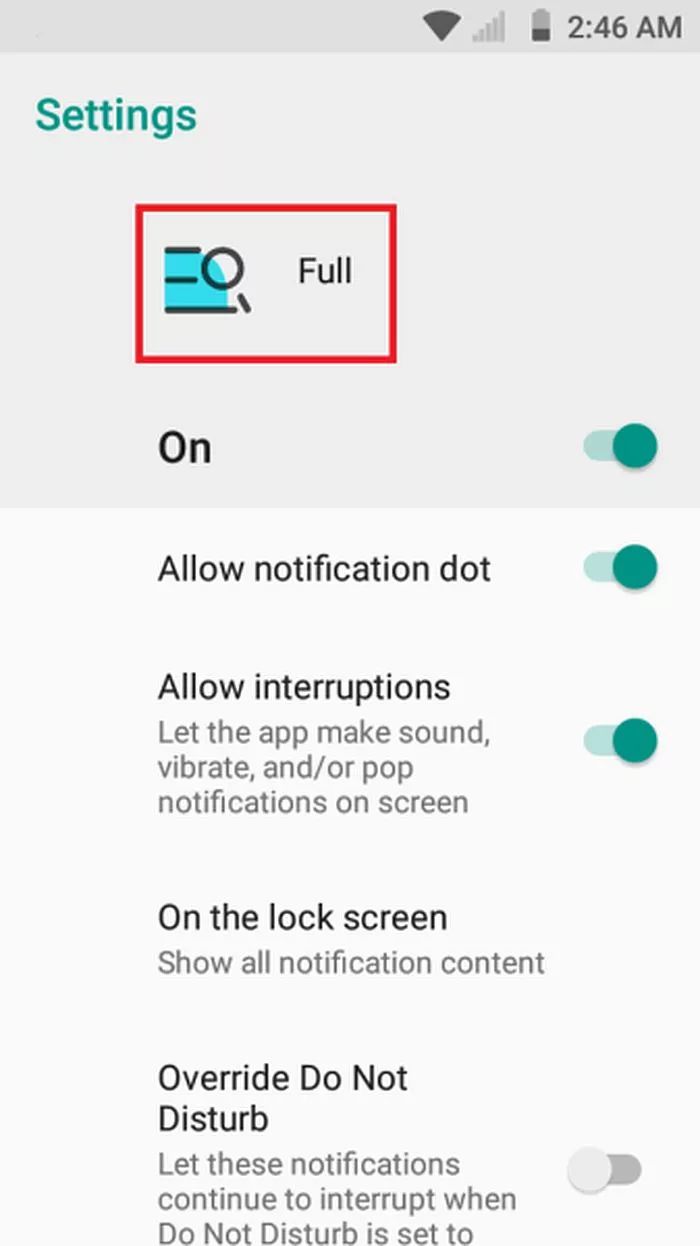 2:46 AM
Settings
Full
On
Allow notification dot
Allow interruptions
Let the app make sound,
vibrate, and/or pop
notifications on screen
On the lock screen
Show all notification content
Override Do Not
Disturb
Let these notifications
continue to interrupt when
Do Not Disturb is set to